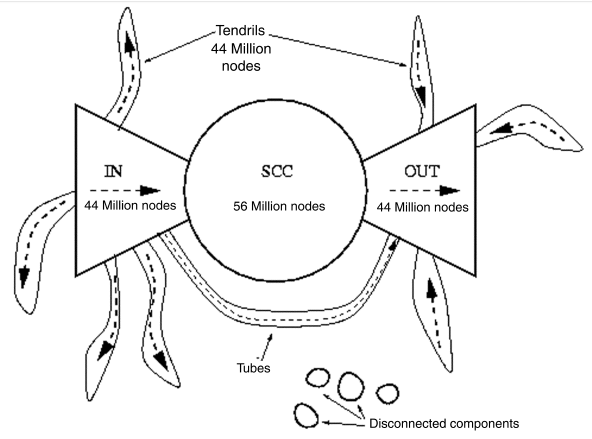 Tendrils
44 Million
nodes
IN
44 Million nodes
SCC
56 Million nodes
OUT
44 Million nodes
Tubes
Disconnected components